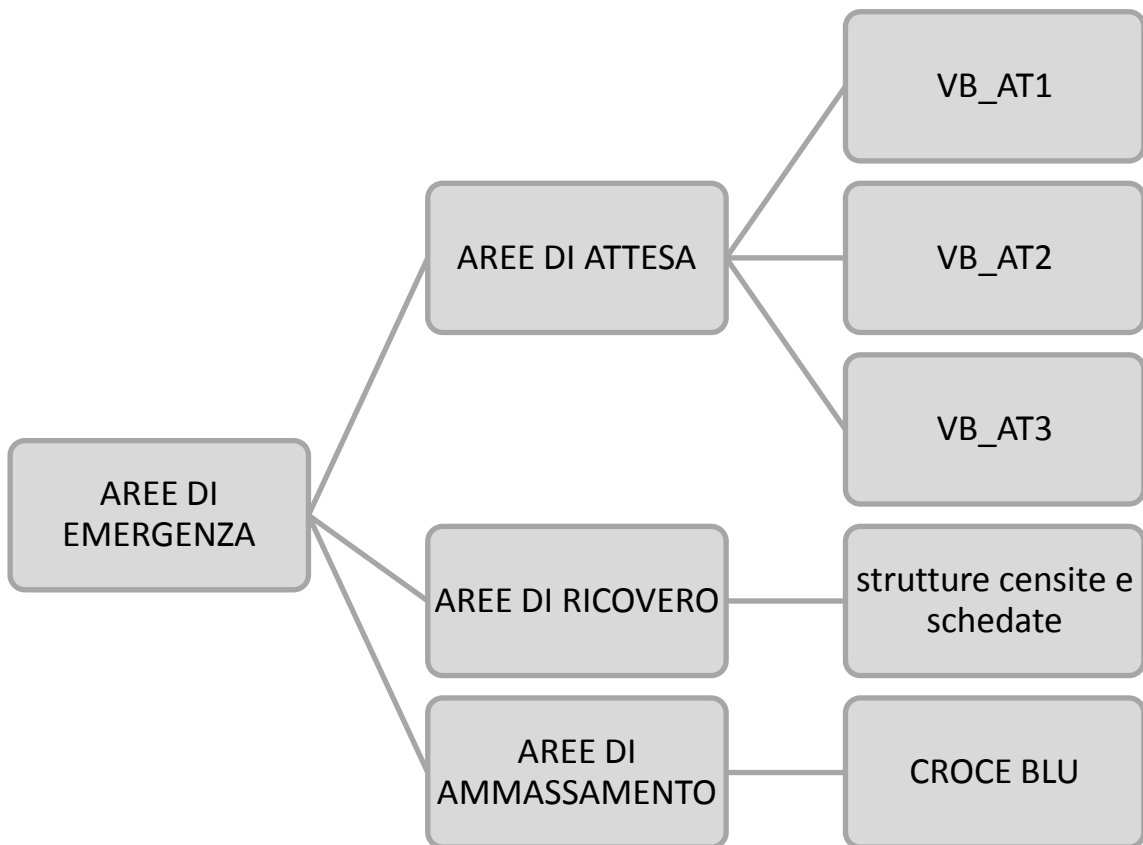 AREE DI
EMERGENZA
AREE DI ATTESA
VB_AT1
VB_AT2
VB_AT3
AREE DI RICOVERO
strutture censite e
schedate
AREE DI
AMMASSAMENTO
CROCE BLU